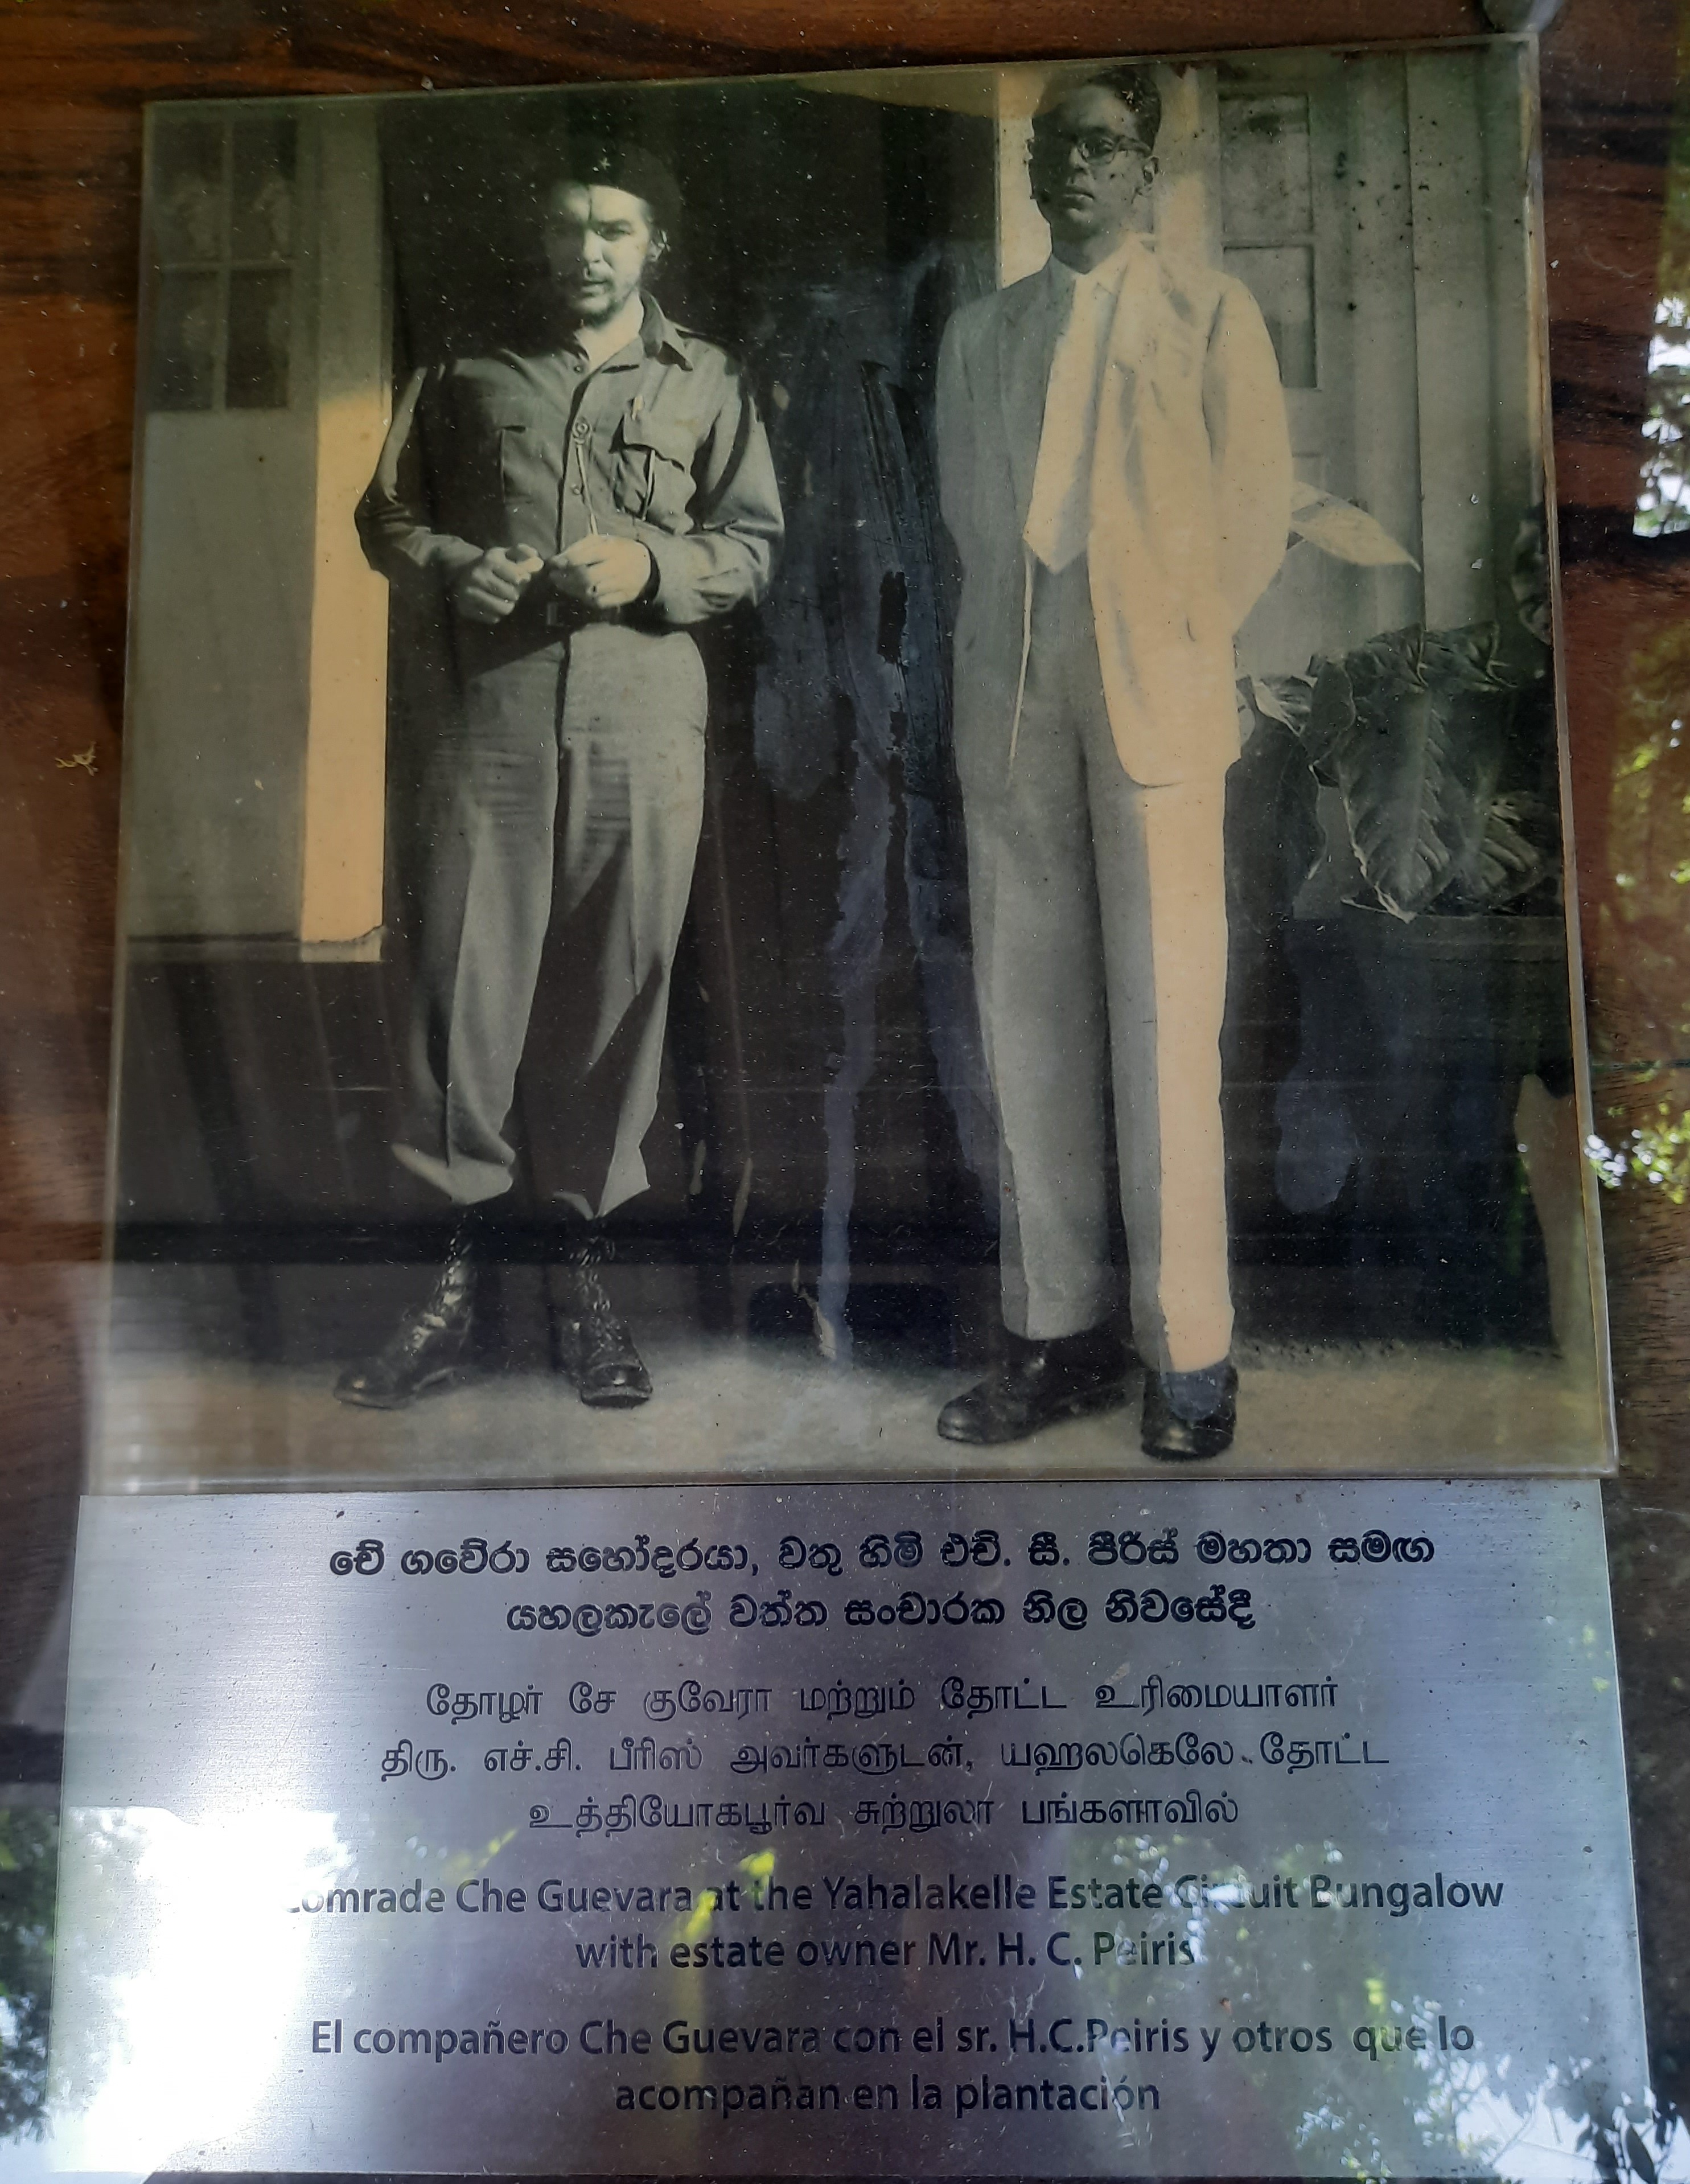 චේ ගවේරා සහෝදරයා, වතු හිමි එච්. සී. පීරිස් මහතා සමඟ
යහලකැලේ වත්ත සංචාරක නිල නිවසේදී
தோழர் சே குவேரா மற்றும் தோட்ட உரிமையாளர்
திரு. எச்.சி. பீரிஸ் அவர்களுடன், யஹலகெலே தோட்ட
உத்தியோகபூர்வ சுற்றுலா பங்களாவில்
Comrade Che Guevara at the Yahalakelle Estate Circuit Bungalow
with estate owner Mr. H. C. Peiris
El compañero Che Guevara con el sr. H.C.Peiris y otros que lo
acompañan en la plantación